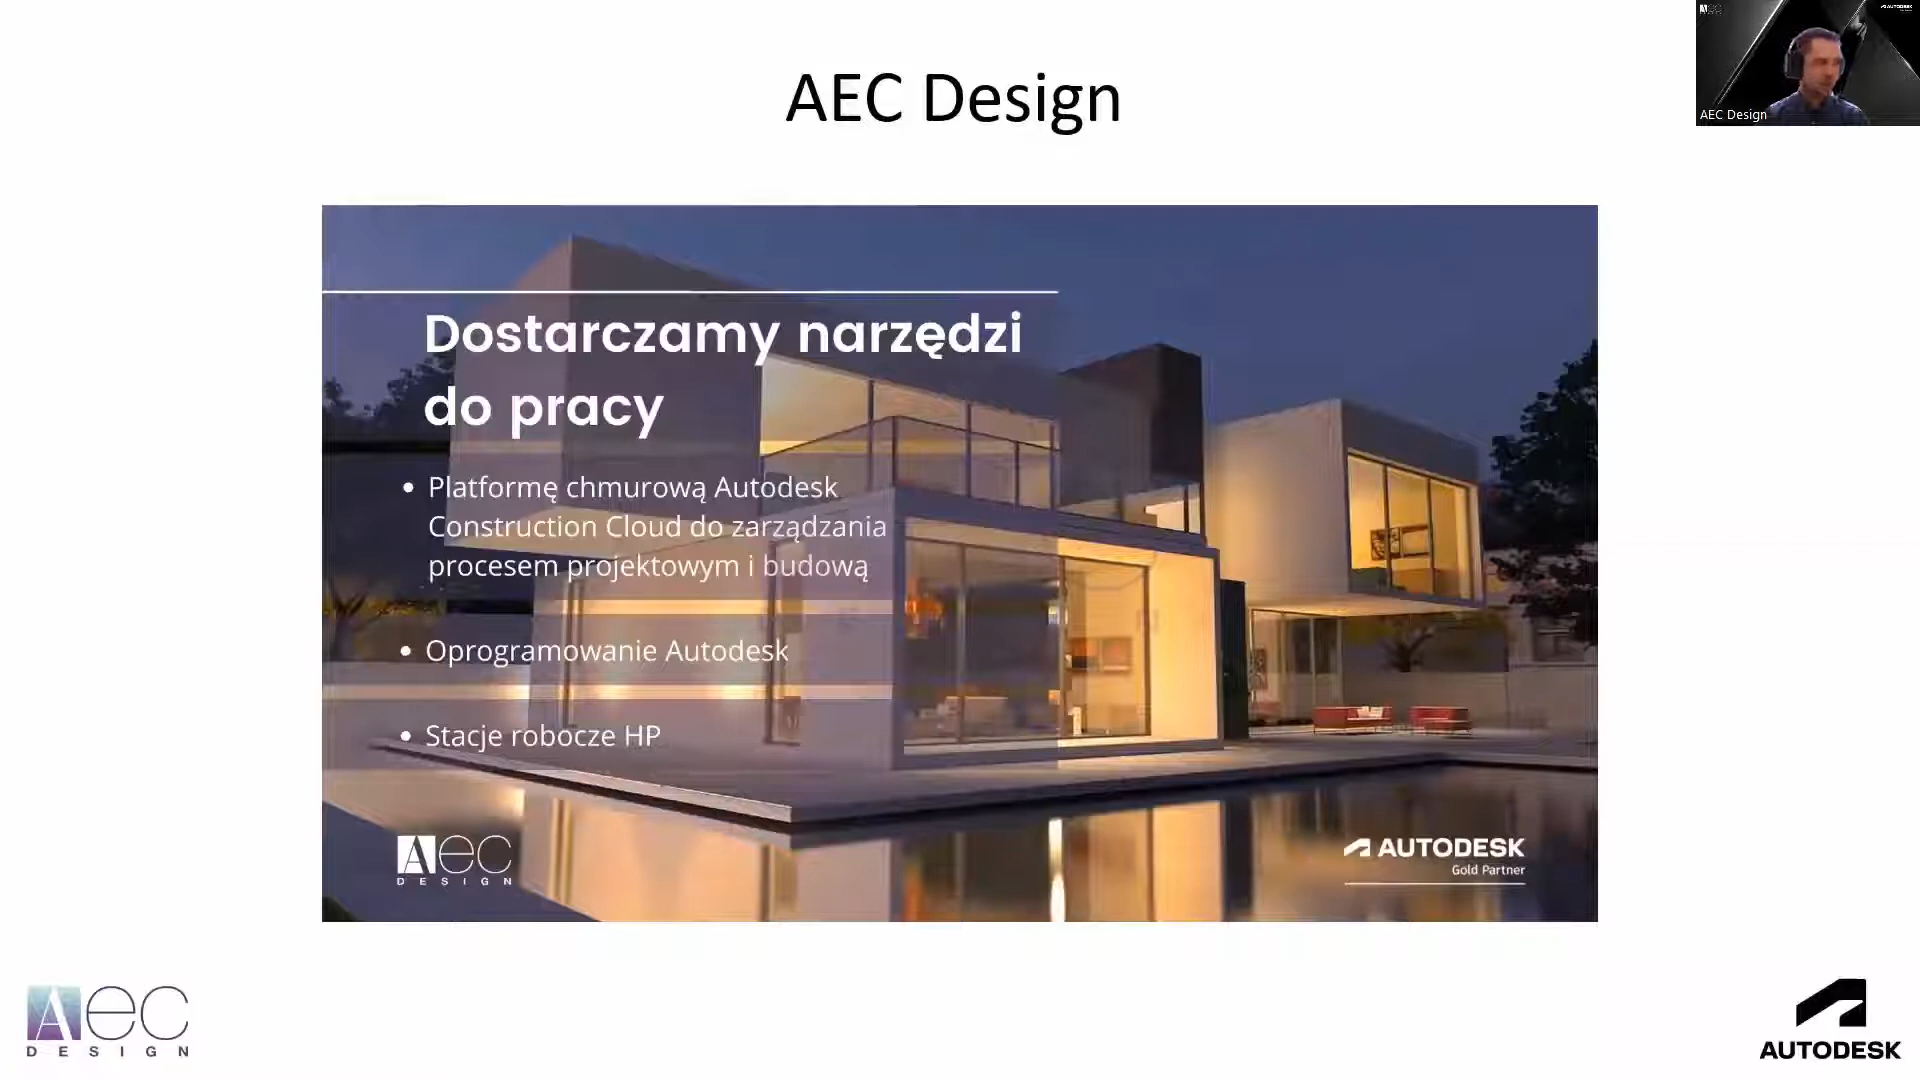 AEC Design
AEC Design
Dostarczamy narzędzi
do pracy
• Platformę chmurową Autodesk
Construction Cloud do zarządzania
procesem projektowym i budową
• Oprogramowanie Autodesk
• Stacje robocze HP
AEC
DESIGN
AUTODESK
Gold Partner
AEC
DESIGN
AUTODESK